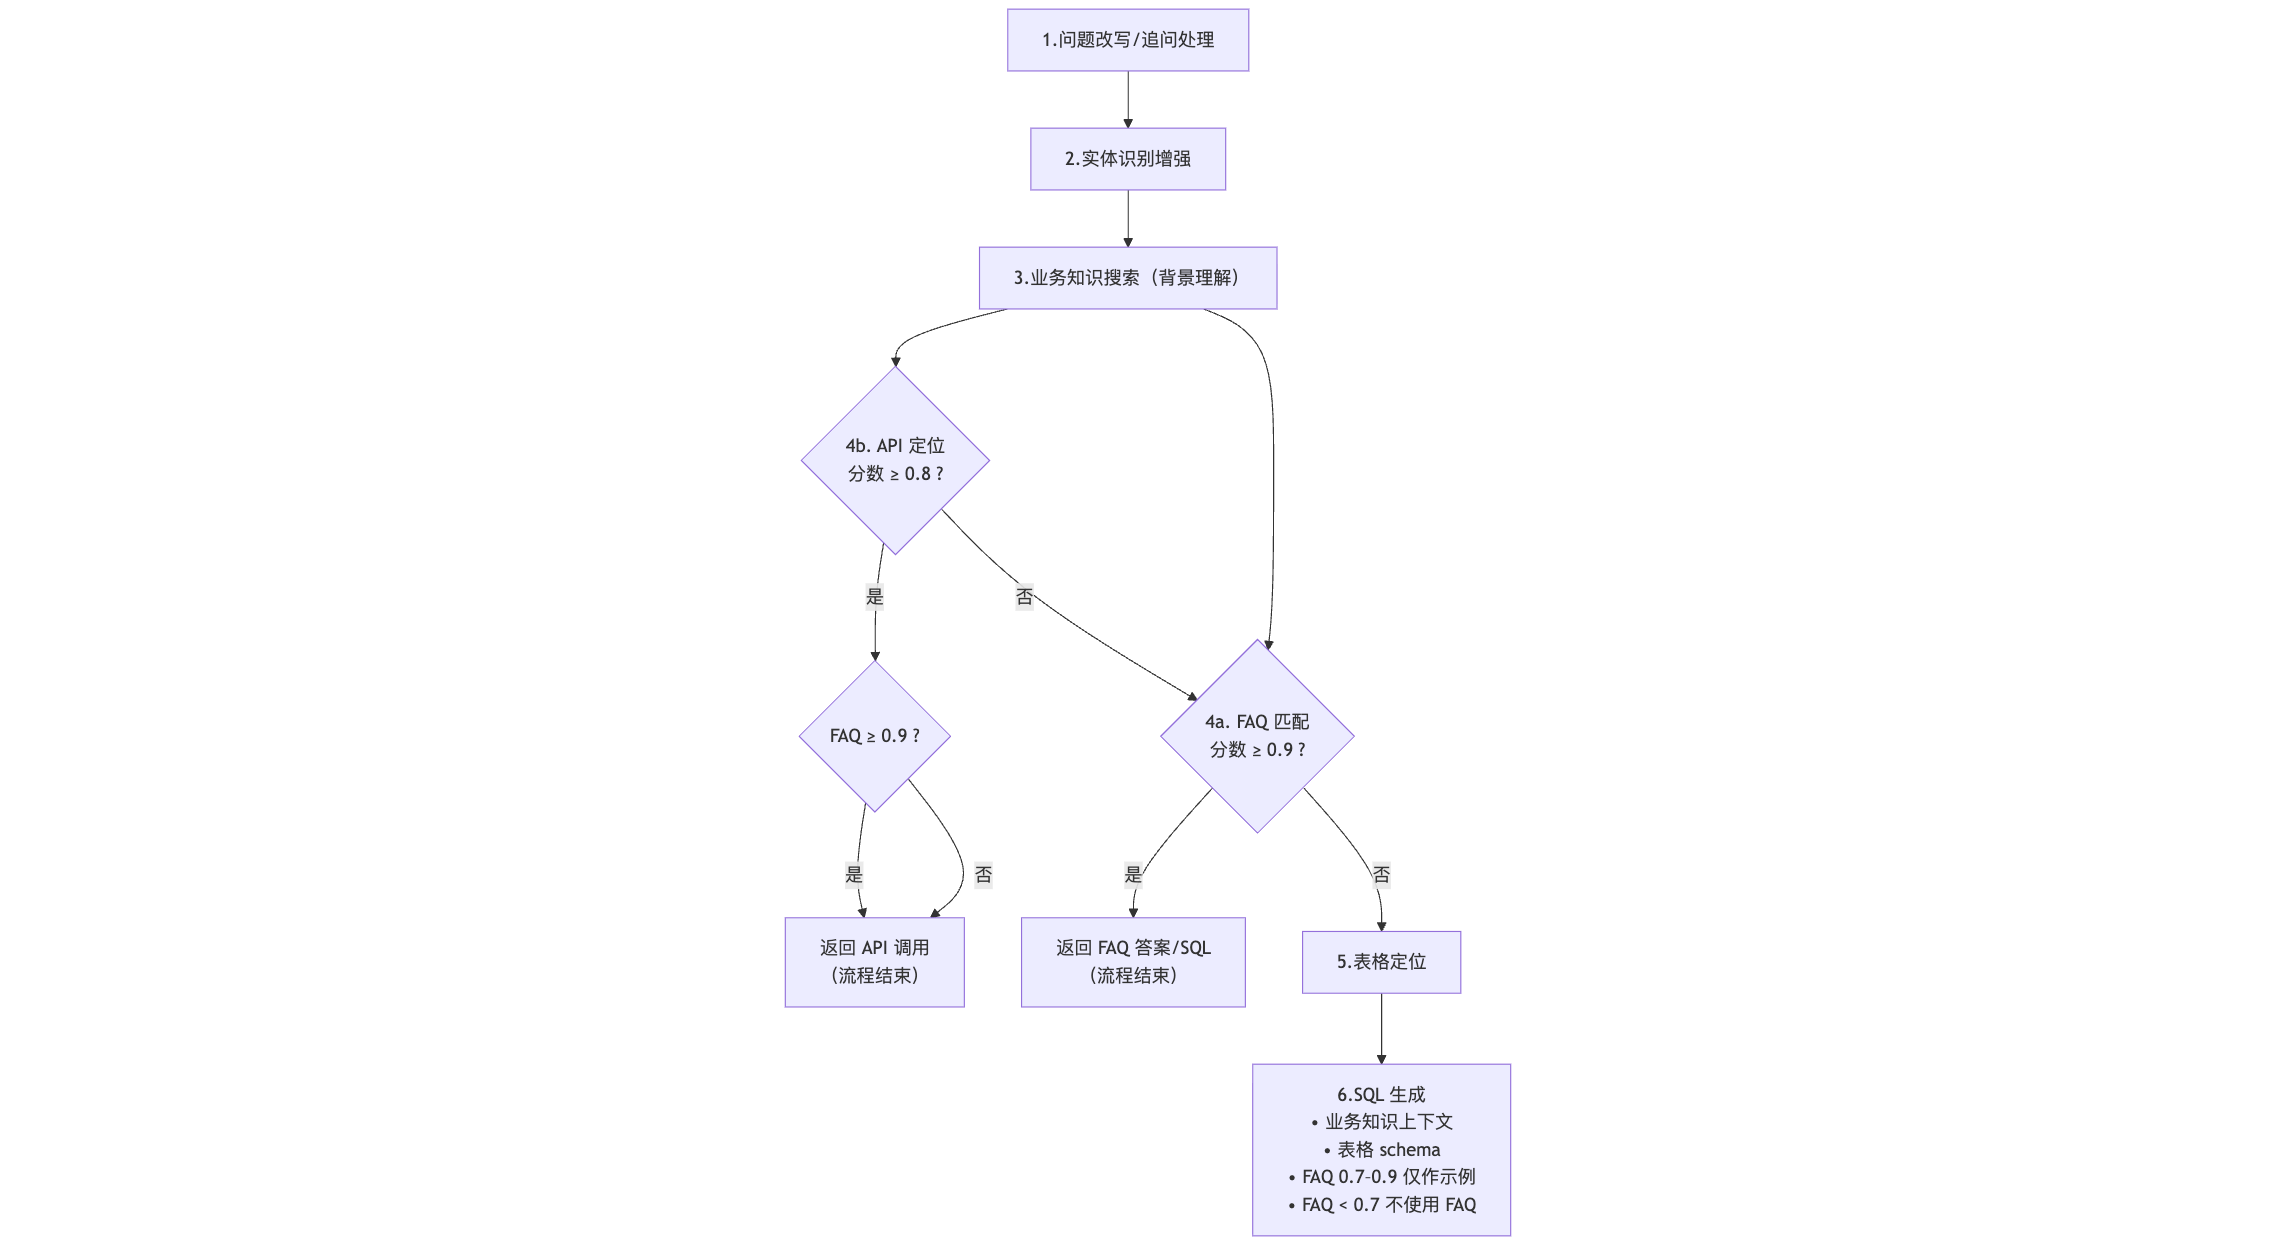 1.问题改写/追问处理
2.实体识别增强
3.业务知识搜索（背景理解）
4b. API 定位
分数 ≥ 0.8 ?
是
否
FAQ ≥ 0.9 ?
4a. FAQ 匹配
分数 ≥ 0.9 ?
是
否
是
否
返回 API 调用
（流程结束）
返回 FAQ 答案/SQL
（流程结束）
5.表格定位
6.SQL 生成
• 业务知识上下文
• 表格 schema
• FAQ 0.7-0.9 仅作示例
• FAQ < 0.7 不使用 FAQ